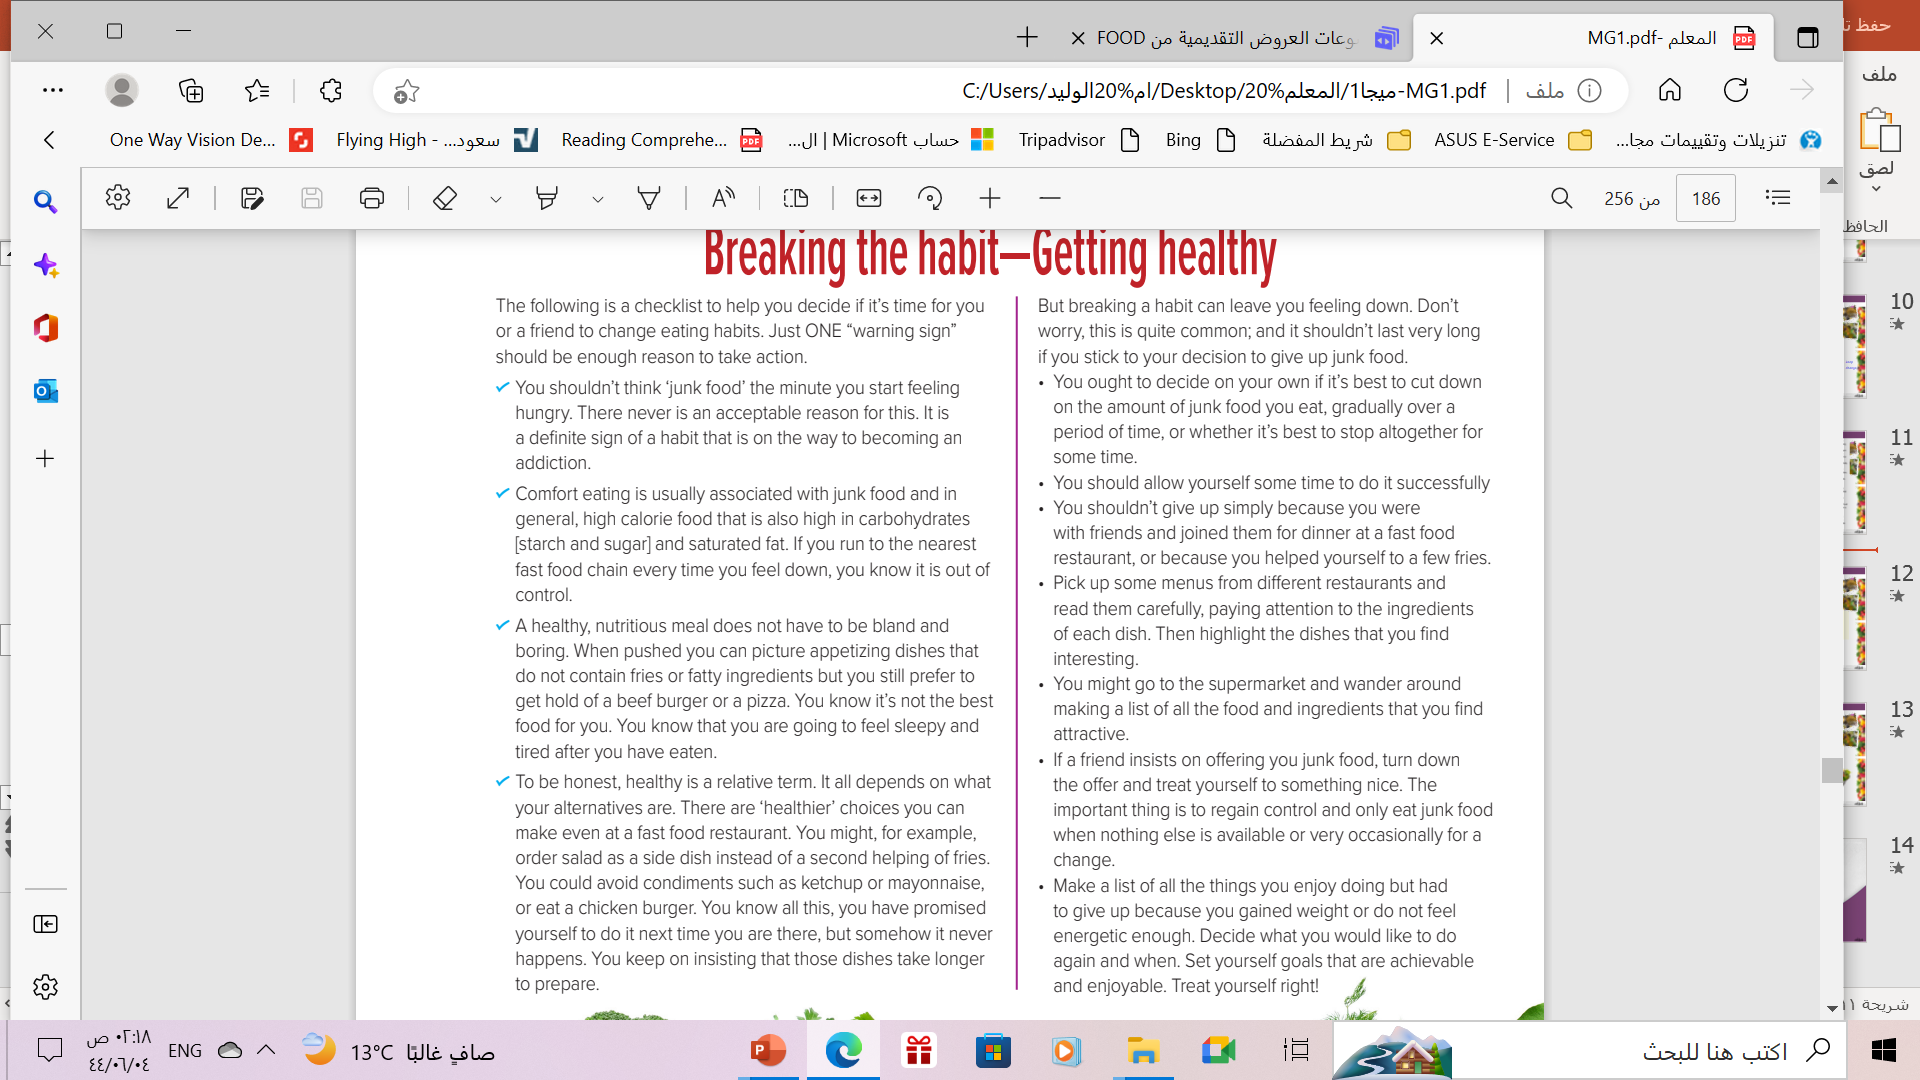 حفظ تا
FOOD وعات العروض التقديمية من
MG1.pdf- المعلم
ملف
C:/Users/ام%20الوليد/Desktop/20%المعلم/1ميجا-MG1.pdf
ملف
One Way Vision De...
Flying High - سعود...
Reading Comprehe...
حساب Microsoft | ال...
Tripadvisor
Bing
شريط المفضلة
ASUS E-Service
تنزيلات وتقييمات مجا...
لصق
الحافظ
من 256
186
Breaking the habit—Getting healthy
The following is a checklist to help you decide if it’s time for you
or a friend to change eating habits. Just ONE “warning sign”
should be enough reason to take action.
You shouldn’t think ‘junk food’ the minute you start feeling
hungry. There never is an acceptable reason for this. It is
a definite sign of a habit that is on the way to becoming an
addiction.
Comfort eating is usually associated with junk food and in
general, high calorie food that is also high in carbohydrates
[starch and sugar] and saturated fat. If you run to the nearest
fast food chain every time you feel down, you know it is out of
control.
A healthy, nutritious meal does not have to be bland and
boring. When pushed you can picture appetizing dishes that
do not contain fries or fatty ingredients but you still prefer to
get hold of a beef burger or a pizza. You know it’s not the best
food for you. You know that you are going to feel sleepy and
tired after you have eaten.
To be honest, healthy is a relative term. It all depends on what
your alternatives are. There are ‘healthier’ choices you can
make even at a fast food restaurant. You might, for example,
order salad as a side dish instead of a second helping of fries.
You could avoid condiments such as ketchup or mayonnaise,
or eat a chicken burger. You know all this, you have promised
yourself to do it next time you are there, but somehow it never
happens. You keep on insisting that those dishes take longer
to prepare.
But breaking a habit can leave you feeling down. Don’t
worry, this is quite common; and it shouldn’t last very long
if you stick to your decision to give up junk food.
• You ought to decide on your own if it’s best to cut down
on the amount of junk food you eat, gradually over a
period of time, or whether it’s best to stop altogether for
some time.
• You should allow yourself some time to do it successfully
• You shouldn’t give up simply because you were
with friends and joined them for dinner at a fast food
restaurant, or because you helped yourself to a few fries.
• Pick up some menus from different restaurants and
read them carefully, paying attention to the ingredients
of each dish. Then highlight the dishes that you find
interesting.
• You might go to the supermarket and wander around
making a list of all the food and ingredients that you find
attractive.
• If a friend insists on offering you junk food, turn down
the offer and treat yourself to something nice. The
important thing is to regain control and only eat junk food
when nothing else is available or very occasionally for a
change.
• Make a list of all the things you enjoy doing but had
to give up because you gained weight or do not feel
energetic enough. Decide what you would like to do
again and when. Set yourself goals that are achievable
and enjoyable. Treat yourself right!
10
11
12
13
14
شريحة ١١
٠٢:١٨ ص
٤٤/٠٦/٠٤
ENG
13°C صافٍ غالبًا
اكتب هنا للبحث